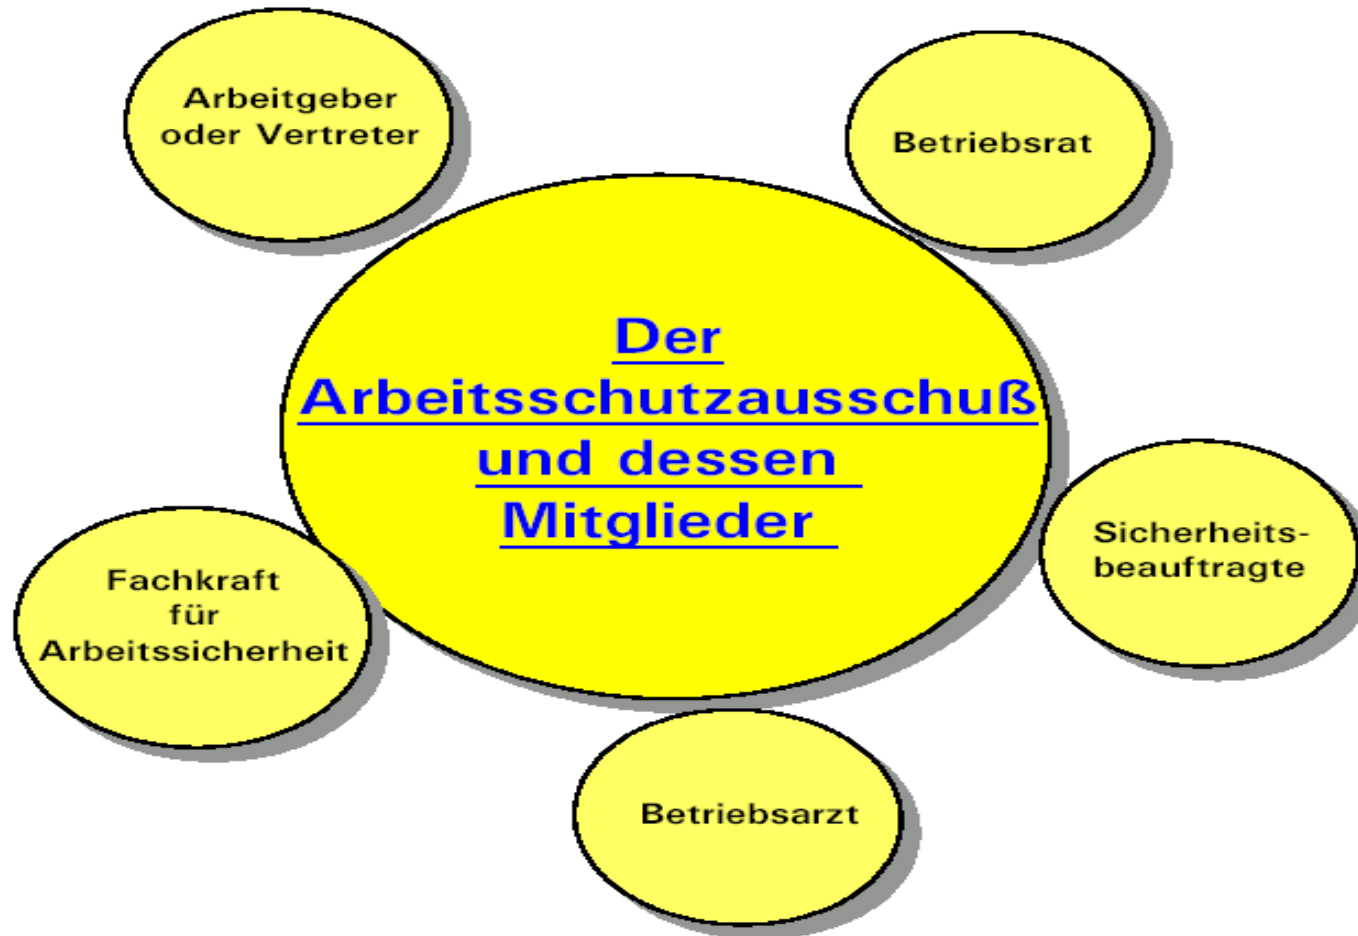 Arbeitgeber
oder Vertreter
Betriebsrat
Der
Arbeitsschutzausschuß
und dessen
Mitglieder
Sicherheits-
beauftragte
Fachkraft
für
Arbeitssicherheit
Betriebsarzt